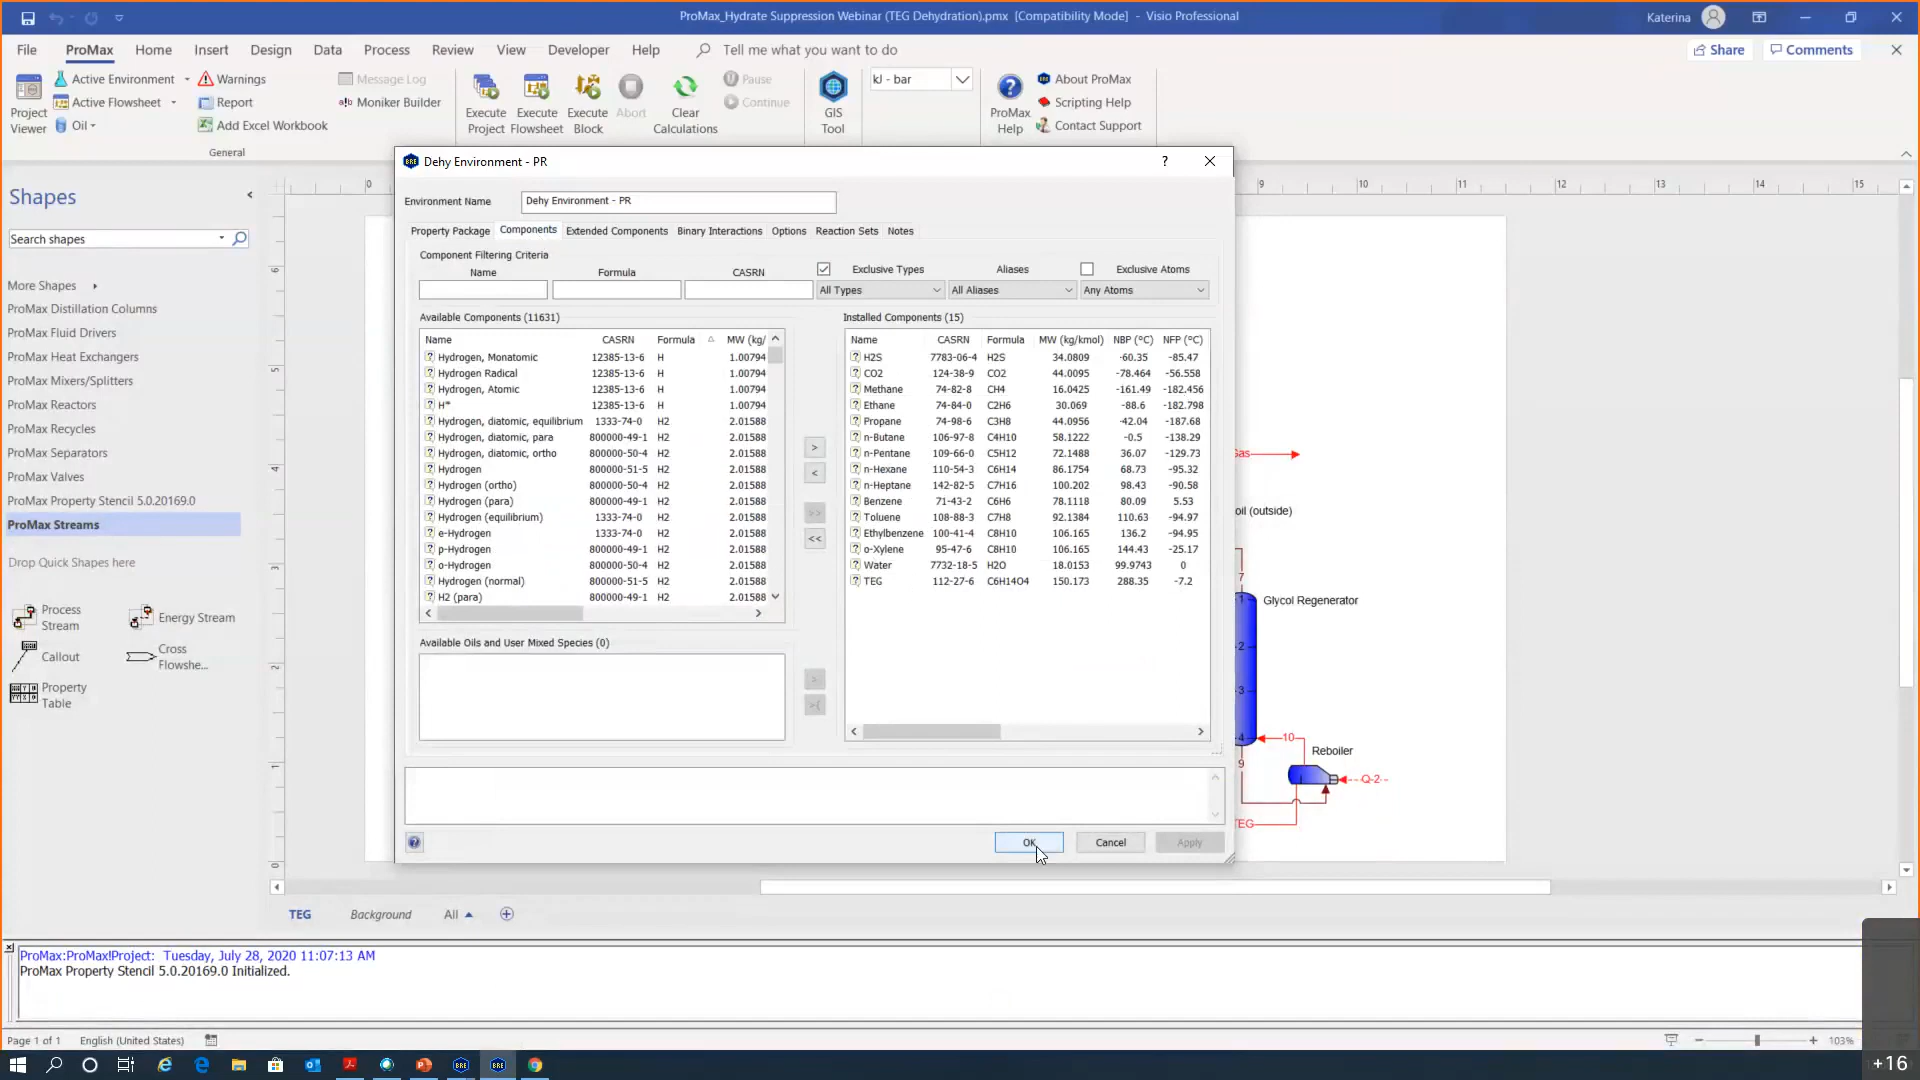 ProMax_Hydrate Suppression Webinar (TEG Dehydration).pmx [Compatibility Mode] - Visio Professional
Katerina
File ProMax Home Insert Design Data Process Review View Developer Help Tell me what you want to do
Share Comments
Project Viewer
Active Environment
Active Flowsheet
Oil
Warnings
Report
Add Excel Workbook
Message Log
Moniker Builder
General
Execute Project
Execute Flowsheet
Execute Block
Abort
Clear Calculations
Pause
Continue
GIS Tool
kJ - bar
ProMax Help
About ProMax
Scripting Help
Contact Support
Shapes
Search shapes
More Shapes
ProMax Distillation Columns
ProMax Fluid Drivers
ProMax Heat Exchangers
ProMax Mixers/Splitters
ProMax Reactors
ProMax Recycles
ProMax Separators
ProMax Valves
ProMax Property Stencil 5.0.20169.0
ProMax Streams
Drop Quick Shapes here
Process Stream
Energy Stream
Callout
Cross Flowshe...
Property Table
Dehy Environment - PR
Environment Name Dehy Environment - PR
Property Package Components Extended Components Binary Interactions Options Reaction Sets Notes
Component Filtering Criteria
Name Formula CASRN Exclusive Types Aliases Exclusive Atoms
All Types All Aliases Any Atoms
Available Components (11631)
Name CASRN Formula MW (kg/
Hydrogen, Monatomic 12385-13-6 H 1.00794
Hydrogen Radical 12385-13-6 H 1.00794
Hydrogen, Atomic 12385-13-6 H 1.00794
H* 12385-13-6 H 1.00794
Hydrogen, diatomic, equilibrium 1333-74-0 H2 2.01588
Hydrogen, diatomic, para 800000-49-1 H2 2.01588
Hydrogen, diatomic, ortho 800000-50-4 H2 2.01588
Hydrogen 800000-51-5 H2 2.01588
Hydrogen (ortho) 800000-50-4 H2 2.01588
Hydrogen (para) 800000-49-1 H2 2.01588
Hydrogen (equilibrium) 1333-74-0 H2 2.01588
e-Hydrogen 1333-74-0 H2 2.01588
p-Hydrogen 800000-49-1 H2 2.01588
o-Hydrogen 800000-50-4 H2 2.01588
Hydrogen (normal) 800000-51-5 H2 2.01588
H2 (para) 800000-49-1 H2 2.01588
Available Oils and User Mixed Species (0)
>
<
>>
<<
Installed Components (15)
Name CASRN Formula MW (kg/kmol) NBP (°C) NFP (°C)
H2S 7783-06-4 H2S 34.0809 -60.35 -85.47
CO2 124-38-9 CO2 44.0095 -78.464 -56.558
Methane 74-82-8 CH4 16.0425 -161.49 -182.456
Ethane 74-84-0 C2H6 30.069 -88.6 -182.798
Propane 74-98-6 C3H8 44.0956 -42.04 -187.68
n-Butane 106-97-8 C4H10 58.1222 -0.5 -138.29
n-Pentane 109-66-0 C5H12 72.1488 36.07 -129.73
n-Hexane 110-54-3 C6H14 86.1754 68.73 -95.32
n-Heptane 142-82-5 C7H16 100.202 98.43 -90.58
Benzene 71-43-2 C6H6 78.1118 80.09 5.53
Toluene 108-88-3 C7H8 92.1384 110.63 -94.97
Ethylbenzene 100-41-4 C8H10 106.165 136.2 -94.95
o-Xylene 95-47-6 C8H10 106.165 144.43 -25.17
Water 7732-18-5 H2O 18.0153 99.9743 0
TEG 112-27-6 C6H14O4 150.173 288.35 -7.2
OK Cancel Apply
0 9 10 11 12 13 14 15
Gas
oil (outside)
7
1
Glycol Regenerator
2
3
4
10
Reboiler
9
Q-2
TEG
TEG Background All
ProMax:ProMax!Project: Tuesday, July 28, 2020 11:07:13 AM
ProMax Property Stencil 5.0.20169.0 Initialized.
Page 1 of 1 English (United States)
103%
+16